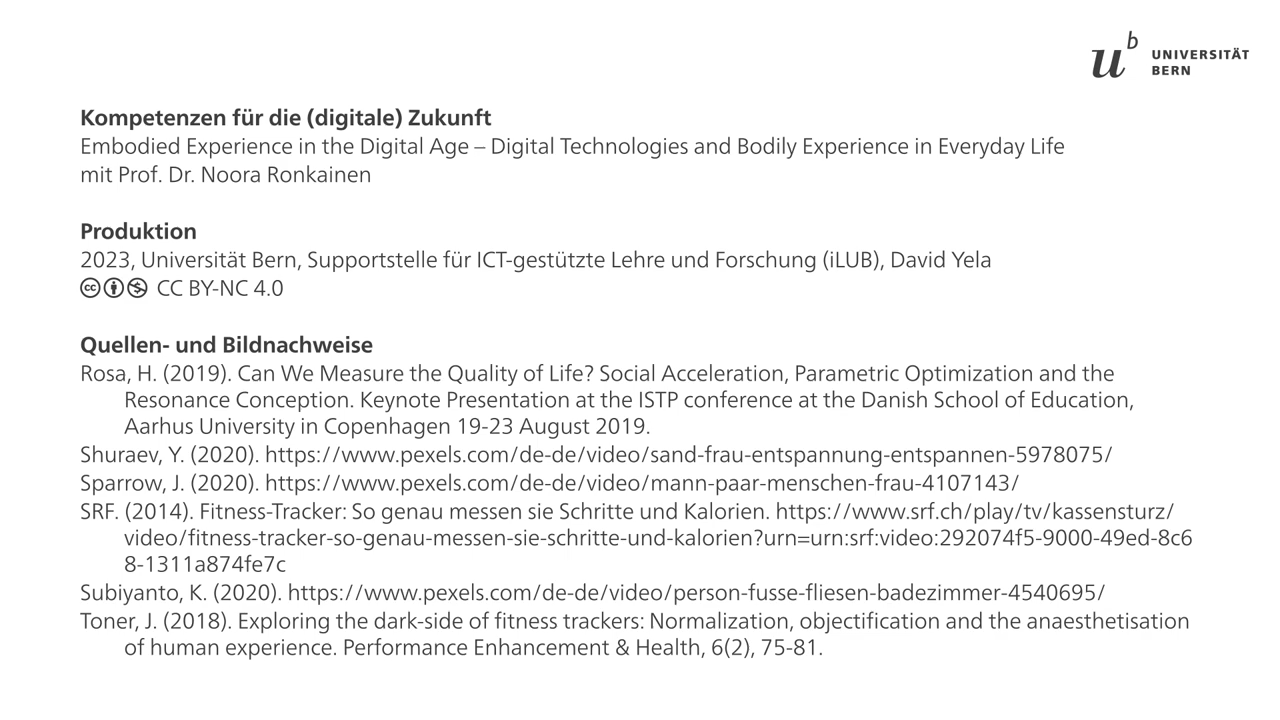 u b UNIVERSITÄT
BERN
Kompetenzen für die (digitale) Zukunft
Embodied Experience in the Digital Age – Digital Technologies and Bodily Experience in Everyday Life
mit Prof. Dr. Noora Ronkainen
Produktion
2023, Universität Bern, Supportstelle für ICT-gestützte Lehre und Forschung (iLUB), David Yela
CC BY-NC 4.0
Quellen- und Bildnachweise
Rosa, H. (2019). Can We Measure the Quality of Life? Social Acceleration, Parametric Optimization and the
Resonance Conception. Keynote Presentation at the ISTP conference at the Danish School of Education,
Aarhus University in Copenhagen 19-23 August 2019.
Shuraev, Y. (2020). https://www.pexels.com/de-de/video/sand-frau-entspannung-entspannen-5978075/
Sparrow, J. (2020). https://www.pexels.com/de-de/video/mann-paar-menschen-frau-4107143/
SRF. (2014). Fitness-Tracker: So genau messen sie Schritte und Kalorien. https://www.srf.ch/play/tv/kassensturz/
video/fitness-tracker-so-genau-messen-sie-schritte-und-kalorien?urn=urn:srf:video:292074f5-9000-49ed-8c6
8-1311a874fe7c
Subiyanto, K. (2020). https://www.pexels.com/de-de/video/person-fusse-fliesen-badezimmer-4540695/
Toner, J. (2018). Exploring the dark-side of fitness trackers: Normalization, objectification and the anaesthetisation
of human experience. Performance Enhancement & Health, 6(2), 75-81.